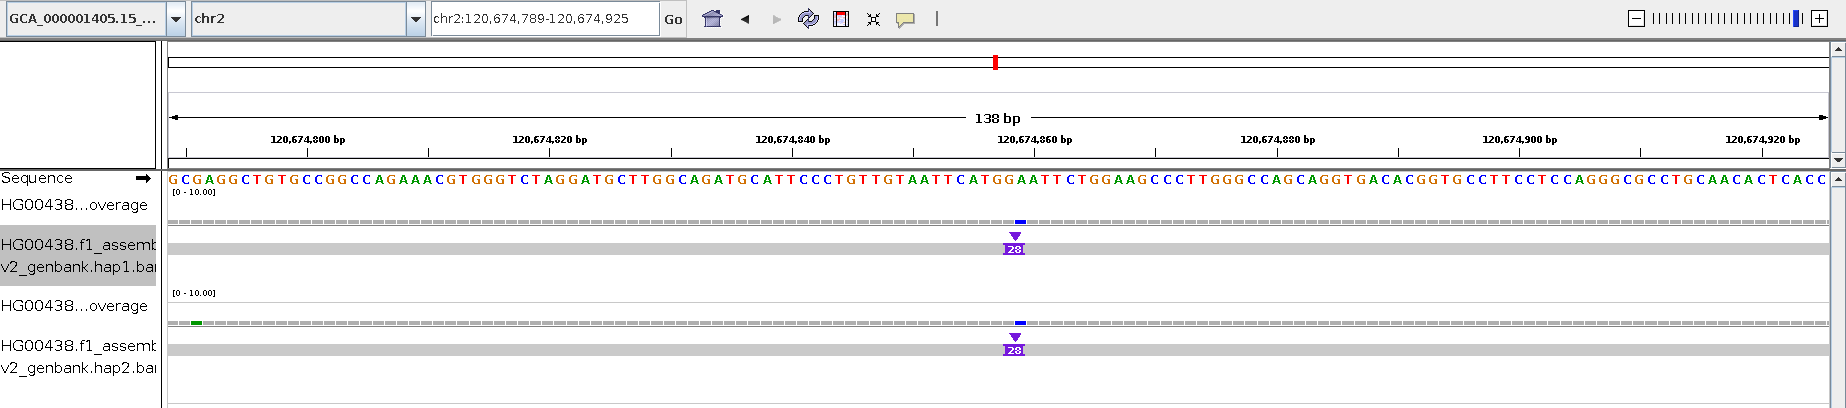 GCA_000001405.15_... chr2 chr2:120,674,789-120,674,925 Go
138 bp
120,674,800 bp 120,674,820 bp 120,674,840 bp 120,674,860 bp 120,674,880 bp 120,674,900 bp 120,674,920 bp
Sequence GCGAGGCTGTGCCGGCCAGAAACGTGGGTCTAGGATGCTTGGCAGATGCATTCCCTGTTGTAATTCATGGAATTCTGGAAGCCCTTGGGCCAGCAGGTGACACGGTGCCTTCCTCCAGGGCGCCTGCAACACTCACC
[0 - 10.00]
HG00438...overage
HG00438.f1_assemb
28
v2_genbank.hap1.ba
[0 - 10.00]
HG00438...overage
HG00438.f1_assemb
28
v2_genbank.hap2.ba